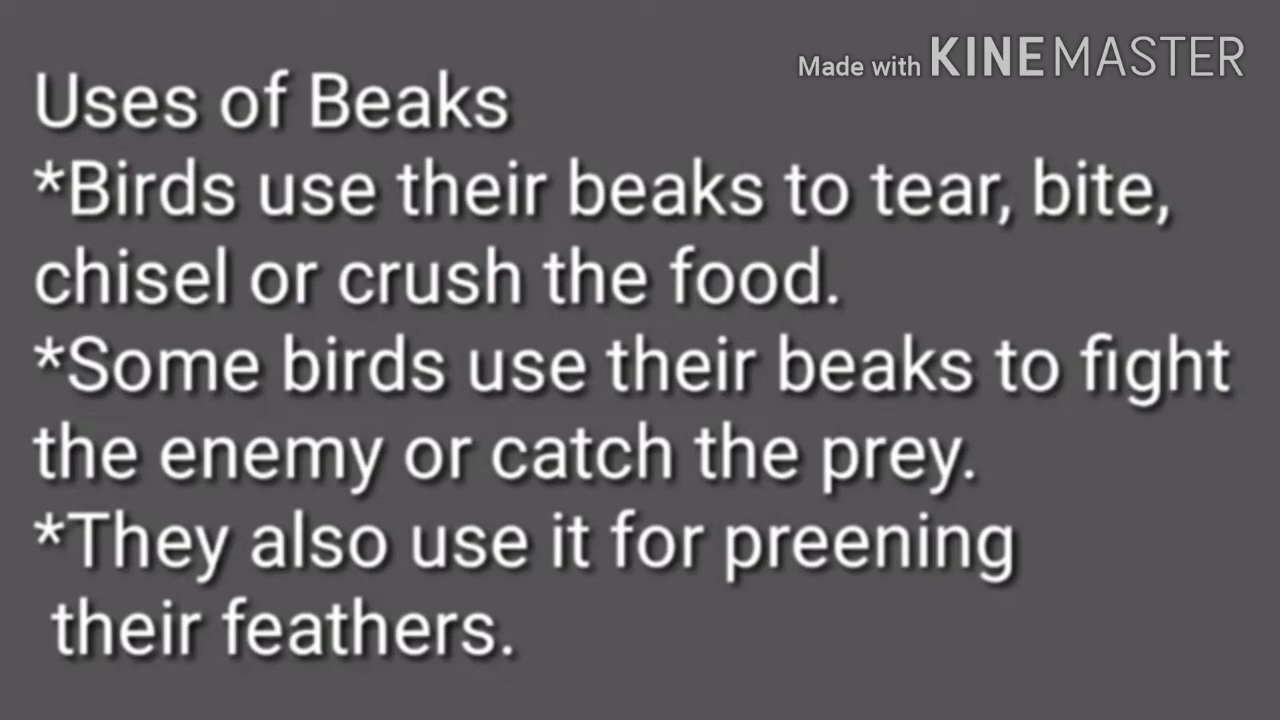 Made with KINEMASTER
Uses of Beaks
*Birds use their beaks to tear, bite,
chisel or crush the food.
*Some birds use their beaks to fight
the enemy or catch the prey.
*They also use it for preening
their feathers.